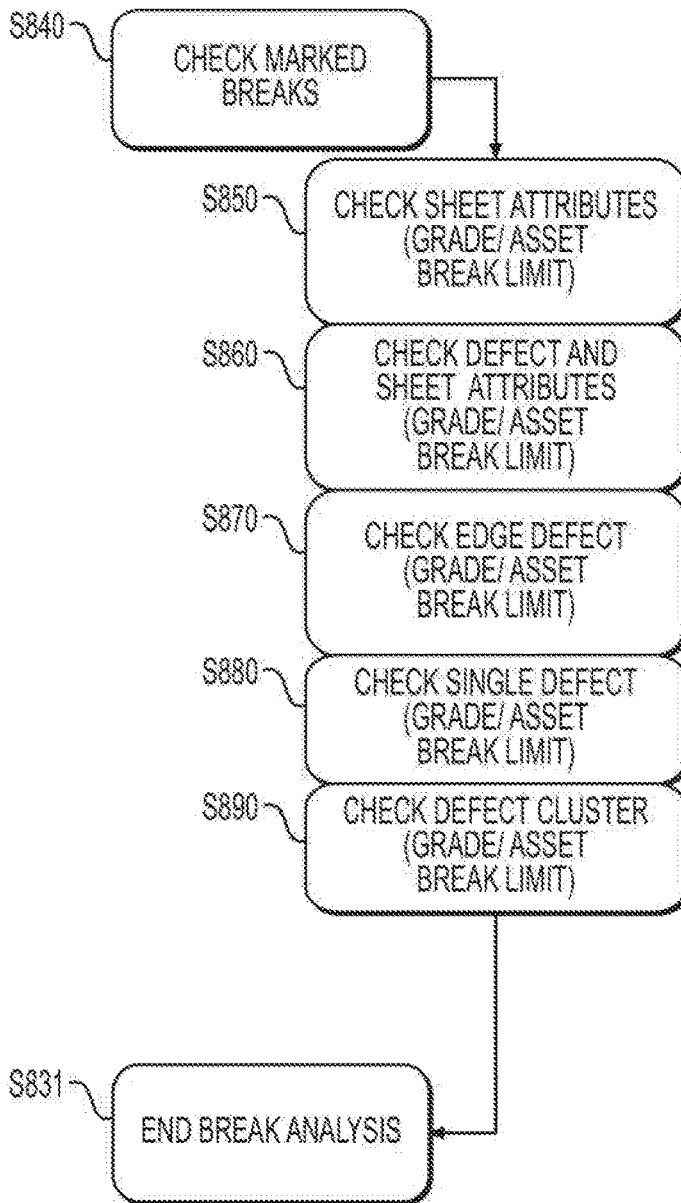 S840
CHECK MARKED
BREAKS
S850
CHECK SHEET ATTRIBUTES
(GRADE/ ASSET
BREAK LIMIT)
S860
CHECK DEFECT AND
SHEET ATTRIBUTES
(GRADE/ ASSET
BREAK LIMIT)
S870
CHECK EDGE DEFECT
(GRADE/ ASSET
BREAK LIMIT)
S880
CHECK SINGLE DEFECT
(GRADE/ ASSET
BREAK LIMIT)
S890
CHECK DEFECT CLUSTER
(GRADE/ ASSET
BREAK LIMIT)
S831
END BREAK ANALYSIS